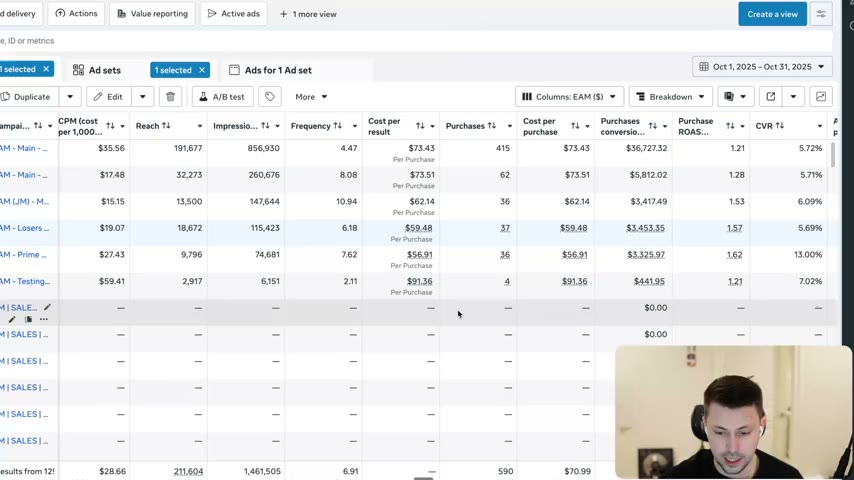 d delivery Actions Value reporting Active ads + 1 more view Create a view
e, ID or metrics
1 selected Ad sets 1 selected Ads for 1 Ad set Oct 1, 2025 – Oct 31, 2025
Duplicate Edit A/B test More Columns: EAM ($) Breakdown
ampai... CPM (cost per 1,000... Reach Impressio... Frequency Cost per result Purchases Cost per purchase Purchases conversio... Purchase ROAS... CVR
AM - Main - ... $35.56 191,677 856,930 4.47 $73.43 415 $73.43 $36,727.32 1.21 5.72%
Per Purchase
AM - Main - ... $17.48 32,273 260,676 8.08 $73.51 62 $73.51 $5,812.02 1.28 5.71%
Per Purchase
AM (JM) - M... $15.15 13,500 147,644 10.94 $62.14 36 $62.14 $3,417.49 1.53 6.09%
Per Purchase
AM - Losers ... $19.07 18,672 115,423 6.18 $59.48 37 $59.48 $3,453.35 1.57 5.69%
Per Purchase
AM - Prime ... $27.43 9,796 74,681 7.62 $56.91 36 $56.91 $3,325.97 1.62 13.00%
Per Purchase
AM - Testing... $59.41 2,917 6,151 2.11 $91.36 4 $91.36 $441.95 1.21 7.02%
Per Purchase
M | SALE... — — — — — — — $0.00 — —
M | SALES | ... — — — — — — — $0.00 — —
M | SALES | ... — — — — — — —
M | SALES | ... — — — — — — —
M | SALES | ... — — — — — — —
M | SALES | ... — — — — — — —
esults from 129 $28.66 211,604 1,461,505 6.91 — 590 $70.99